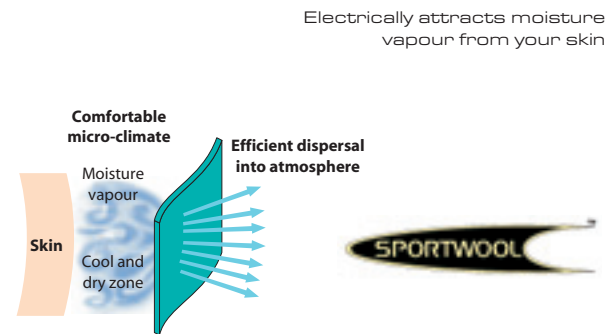 Electrically attracts moisture
vapour from your skin
Comfortable
micro-climate
Efficient dispersal
into atmosphere
Moisture
vapour
Skin
Cool and
dry zone
SPORTWOOL